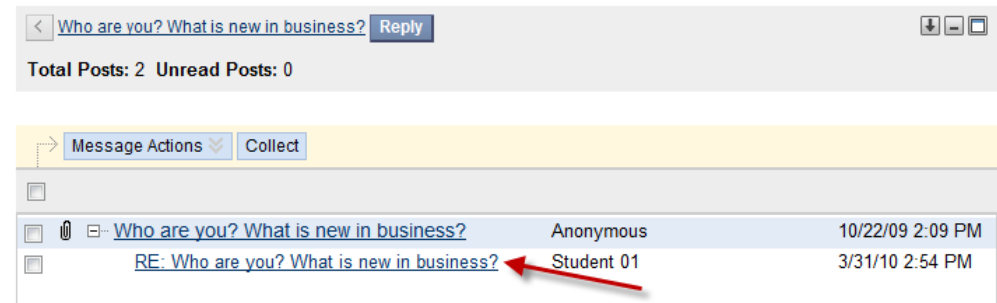 Who are you? What is new in business? Reply
Total Posts: 2 Unread Posts: 0
Message Actions Collect
Who are you? What is new in business? Anonymous 10/22/09 2:09 PM
RE: Who are you? What is new in business? Student 01 3/31/10 2:54 PM